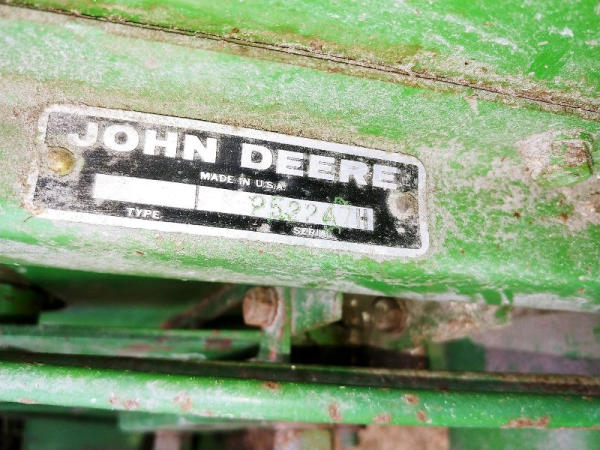 JOHN DEERE
MADE IN U.S.A.
TYPE SERIAL